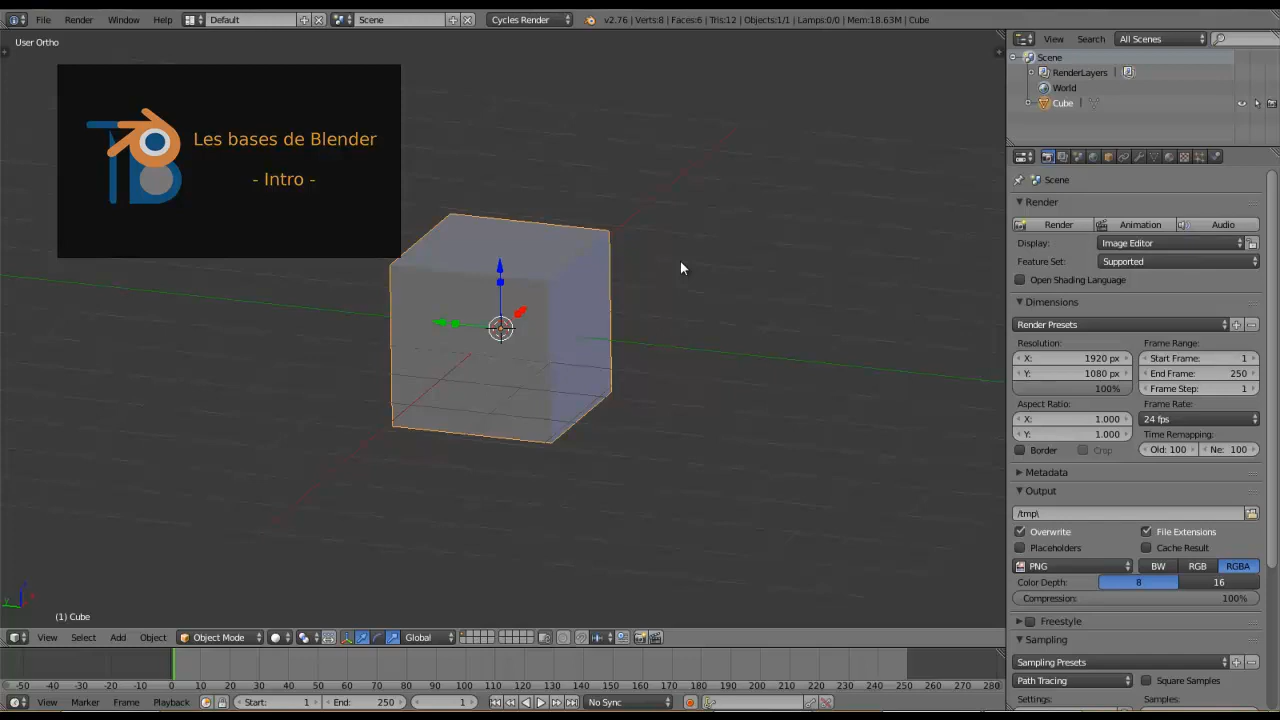 File Render Window Help Default Scene Cycles Render v2.76 | Verts:8 | Faces:6 | Tris:12 | Objects:1/1 | Lamps:0/0 | Mem:18.63M | Cube
User Ortho
Les bases de Blender
- Intro -
(1) Cube
View Select Add Object Object Mode Global
-50 -40 -30 -20 -10 0 10 20 30 40 50 60 70 80 90 100 110 120 130 140 150 160 170 180 190 200 210 220 230 240 250 260 270 280
View Marker Frame Playback Start: 1 End: 250 1 No Sync
View Search All Scenes
Scene
RenderLayers |
World
Cube |
Scene
Render
Render Animation Audio
Display: Image Editor
Feature Set: Supported
Open Shading Language
Dimensions
Render Presets
Resolution: Frame Range:
X: 1920 px Start Frame: 1
Y: 1080 px End Frame: 250
100% Frame Step: 1
Aspect Ratio: Frame Rate:
X: 1.000 24 fps
Y: 1.000 Time Remapping:
Border Crop Old: 100 Ne: 100
Metadata
Output
/tmp\
Overwrite File Extensions
Placeholders Cache Result
PNG BW RGB RGBA
Color Depth: 8 16
Compression: 100%
Freestyle
Sampling
Sampling Presets
Path Tracing Square Samples
Settings: Samples: